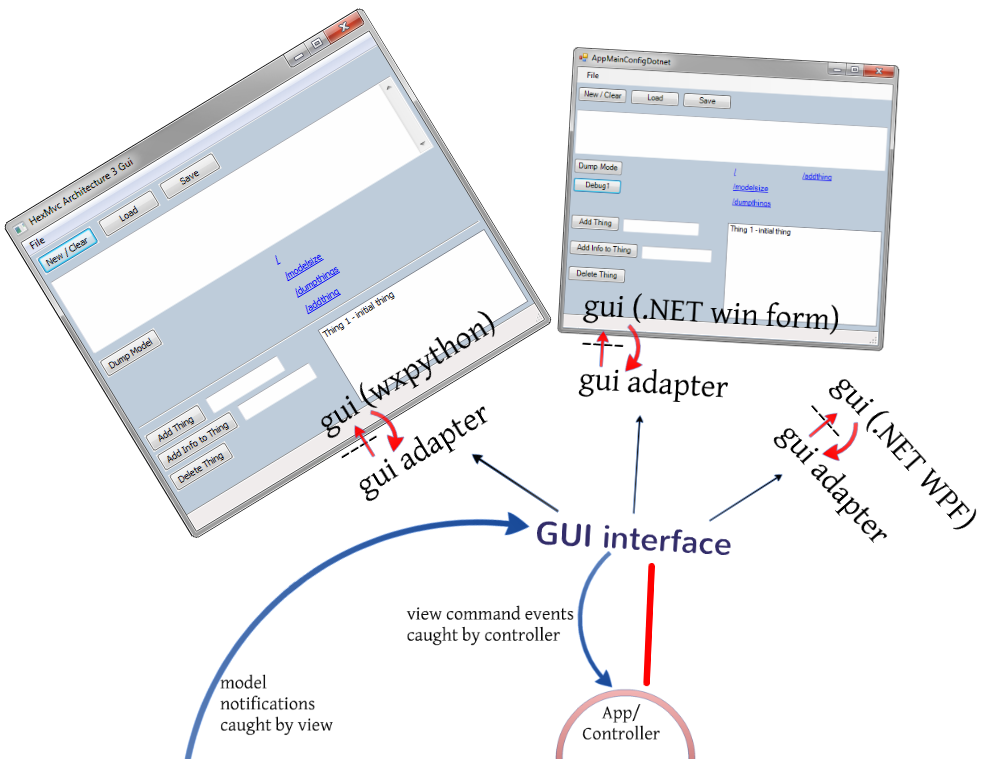 HexMvc Architecture 3 Gui
File
New / Clear
Load
Save
/
/modelsize
/dumpthings
/addthing
Dump Model
Thing 1 - initial thing
Add Thing
Add Info to Thing
Delete Thing
gui (wxpython)
----
gui adapter
AppMainConfigDotnet
File
New / Clear
Load
Save
Dump Mode
Debug1
/
/addthing
/modelsize
/dumpthings
Add Thing
Thing 1 - initial thing
Add Info to Thing
Delete Thing
gui (.NET win form)
----
gui adapter
gui (.NET WPF)
----
gui adapter
GUI interface
view command events
caught by controller
model
notifications
caught by view
App/
Controller